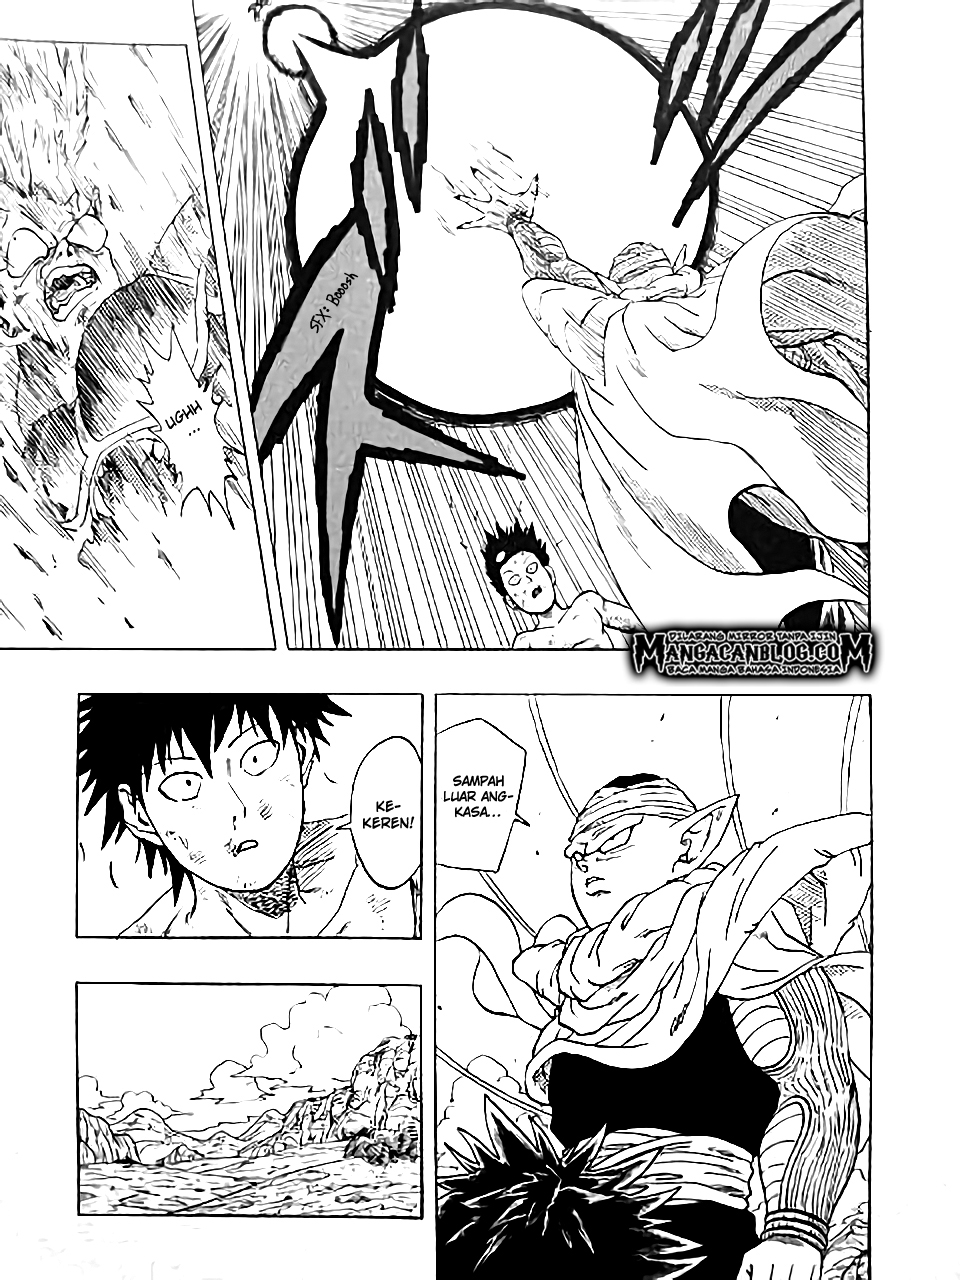 SFX: Booosh
UGHH
...
DILARANG MIRROR TANPA IJIN
MANGACANBLOG.COM
BACA MANGA BAHASA INDONESIA
SAMPAH
LUAR ANG-
KASA...
KE-
KEREN!